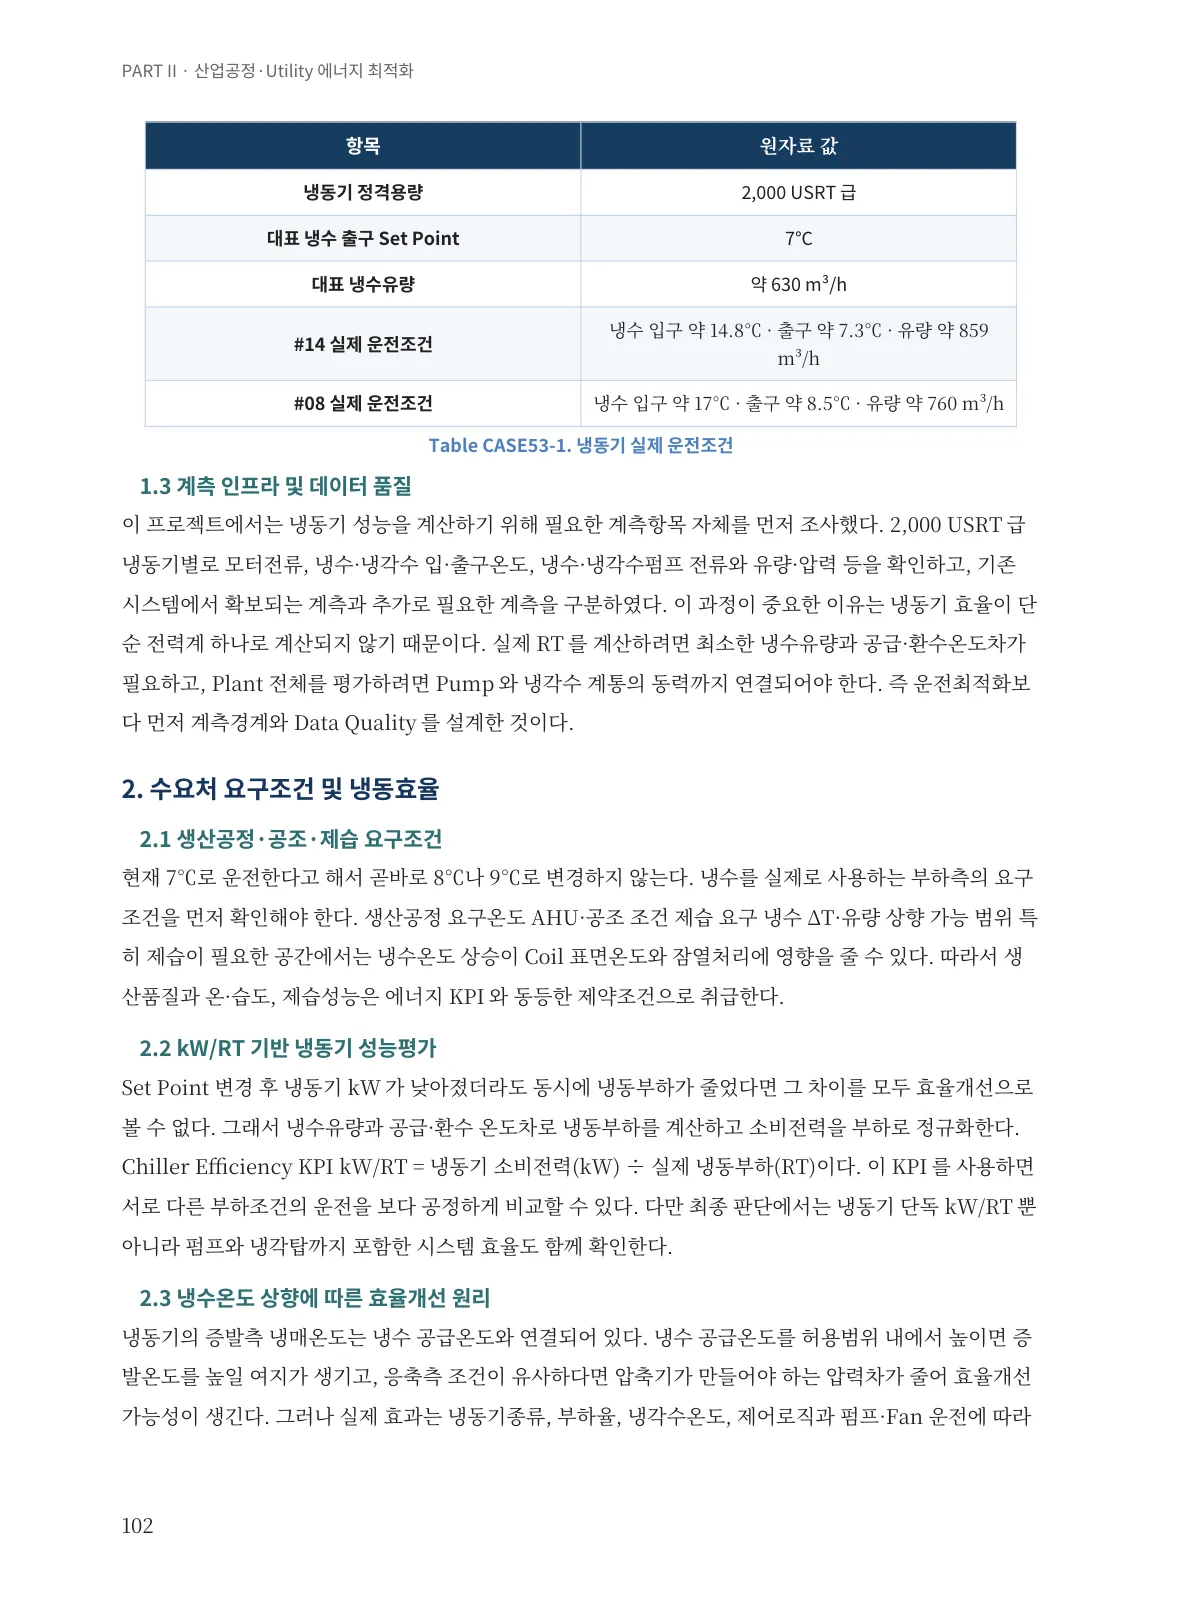 PART II · 산업공정·Utility 에너지 최적화
항목 원자료 값
냉동기 정격용량 2,000 USRT 급
대표 냉수 출구 Set Point 7℃
대표 냉수유량 약 630 m³/h
#14 실제 운전조건 냉수 입구 약 14.8℃ · 출구 약 7.3℃ · 유량 약 859
m³/h
#08 실제 운전조건 냉수 입구 약 17℃ · 출구 약 8.5℃ · 유량 약 760 m³/h
Table CASE53-1. 냉동기 실제 운전조건
1.3 계측 인프라 및 데이터 품질
이 프로젝트에서는 냉동기 성능을 계산하기 위해 필요한 계측항목 자체를 먼저 조사했다. 2,000 USRT 급
냉동기별로 모터전류, 냉수·냉각수 입·출구온도, 냉수·냉각수펌프 전류와 유량·압력 등을 확인하고, 기존
시스템에서 확보되는 계측과 추가로 필요한 계측을 구분하였다. 이 과정이 중요한 이유는 냉동기 효율이 단
순 전력계 하나로 계산되지 않기 때문이다. 실제 RT 를 계산하려면 최소한 냉수유량과 공급·환수온도차가
필요하고, Plant 전체를 평가하려면 Pump 와 냉각수 계통의 동력까지 연결되어야 한다. 즉 운전최적화보
다 먼저 계측경계와 Data Quality 를 설계한 것이다.
2. 수요처 요구조건 및 냉동효율
2.1 생산공정·공조·제습 요구조건
현재 7℃로 운전한다고 해서 곧바로 8℃나 9℃로 변경하지 않는다. 냉수를 실제로 사용하는 부하측의 요구
조건을 먼저 확인해야 한다. 생산공정 요구온도 AHU·공조 조건 제습 요구 냉수 ΔT·유량 상향 가능 범위 특
히 제습이 필요한 공간에서는 냉수온도 상승이 Coil 표면온도와 잠열처리에 영향을 줄 수 있다. 따라서 생
산품질과 온·습도, 제습성능은 에너지 KPI 와 동등한 제약조건으로 취급한다.
2.2 kW/RT 기반 냉동기 성능평가
Set Point 변경 후 냉동기 kW 가 낮아졌더라도 동시에 냉동부하가 줄었다면 그 차이를 모두 효율개선으로
볼 수 없다. 그래서 냉수유량과 공급·환수 온도차로 냉동부하를 계산하고 소비전력을 부하로 정규화한다.
Chiller Efficiency KPI kW/RT = 냉동기 소비전력(kW) ÷ 실제 냉동부하(RT)이다. 이 KPI 를 사용하면
서로 다른 부하조건의 운전을 보다 공정하게 비교할 수 있다. 다만 최종 판단에서는 냉동기 단독 kW/RT 뿐
아니라 펌프와 냉각탑까지 포함한 시스템 효율도 함께 확인한다.
2.3 냉수온도 상향에 따른 효율개선 원리
냉동기의 증발측 냉매온도는 냉수 공급온도와 연결되어 있다. 냉수 공급온도를 허용범위 내에서 높이면 증
발온도를 높일 여지가 생기고, 응축측 조건이 유사하다면 압축기가 만들어야 하는 압력차가 줄어 효율개선
가능성이 생긴다. 그러나 실제 효과는 냉동기종류, 부하율, 냉각수온도, 제어로직과 펌프·Fan 운전에 따라
102